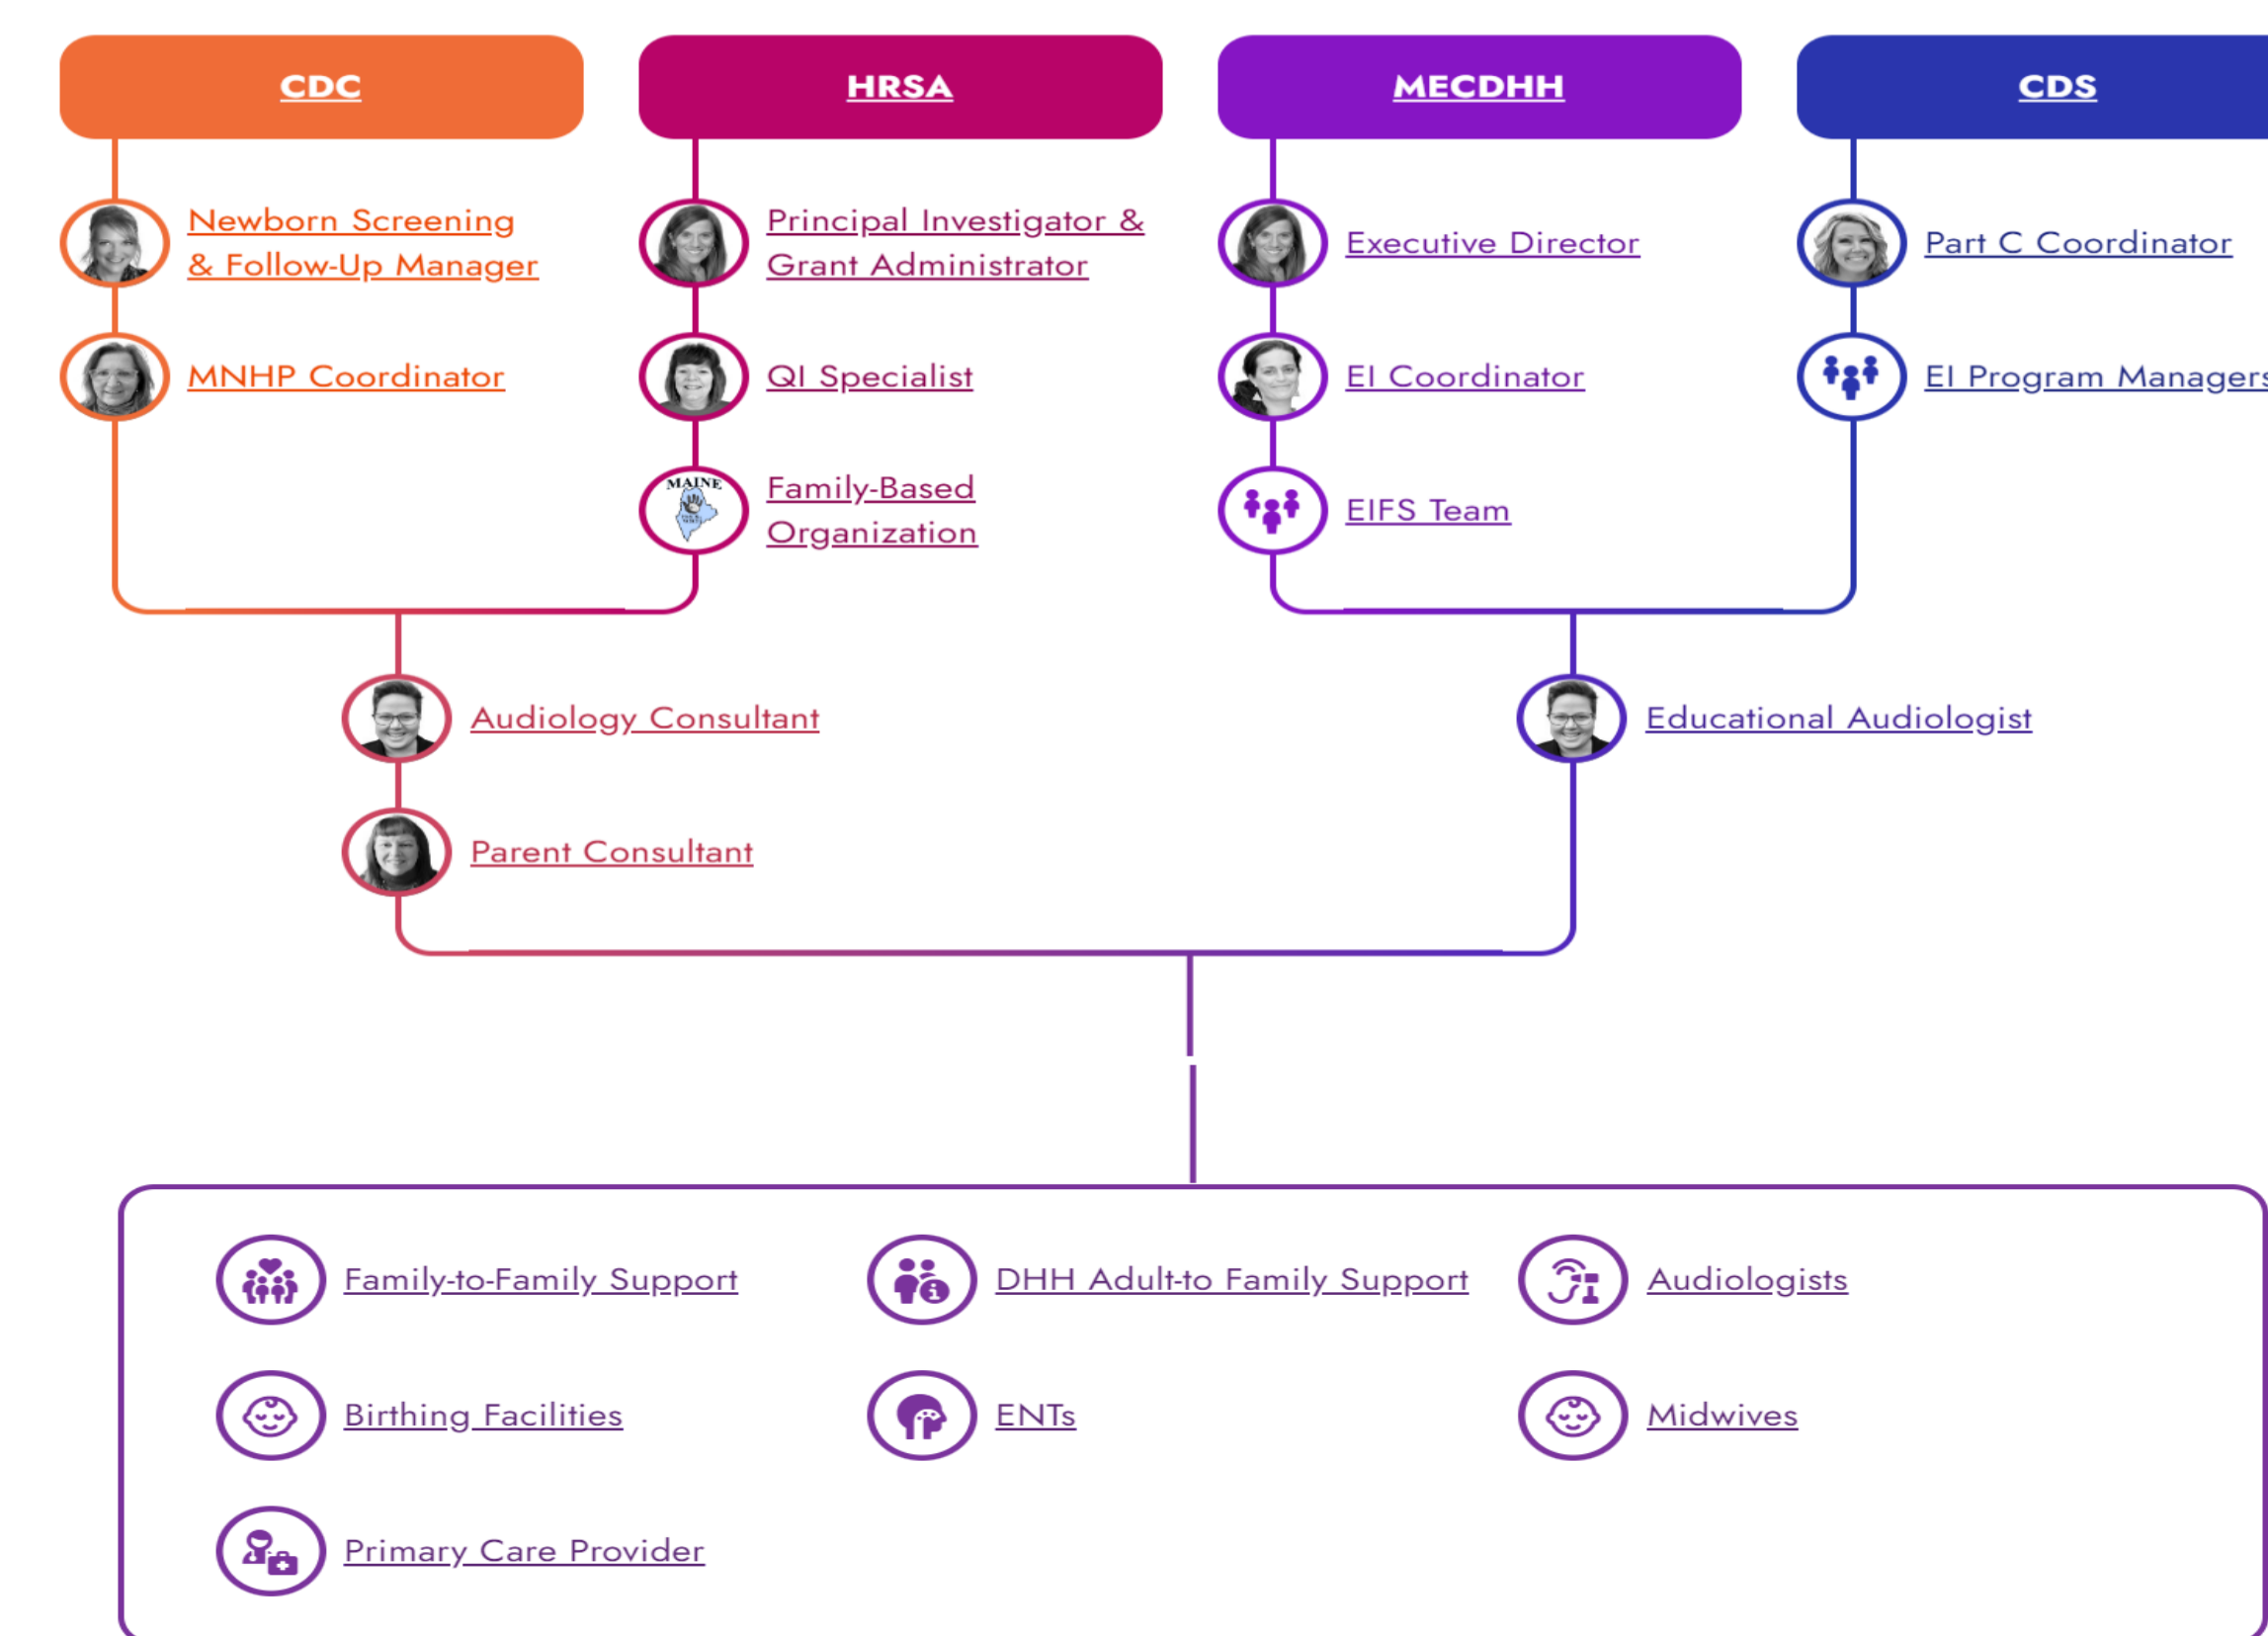 CDC
Newborn Screening
& Follow-Up Manager
MNHP Coordinator
HRSA
Principal Investigator &
Grant Administrator
QI Specialist
MAINE
Family-Based
Organization
MECDHH
Executive Director
EI Coordinator
EIFS Team
CDS
Part C Coordinator
EI Program Managers
Audiology Consultant
Parent Consultant
Educational Audiologist
Family-to-Family Support
DHH Adult-to Family Support
Audiologists
Birthing Facilities
ENTs
Midwives
Primary Care Provider